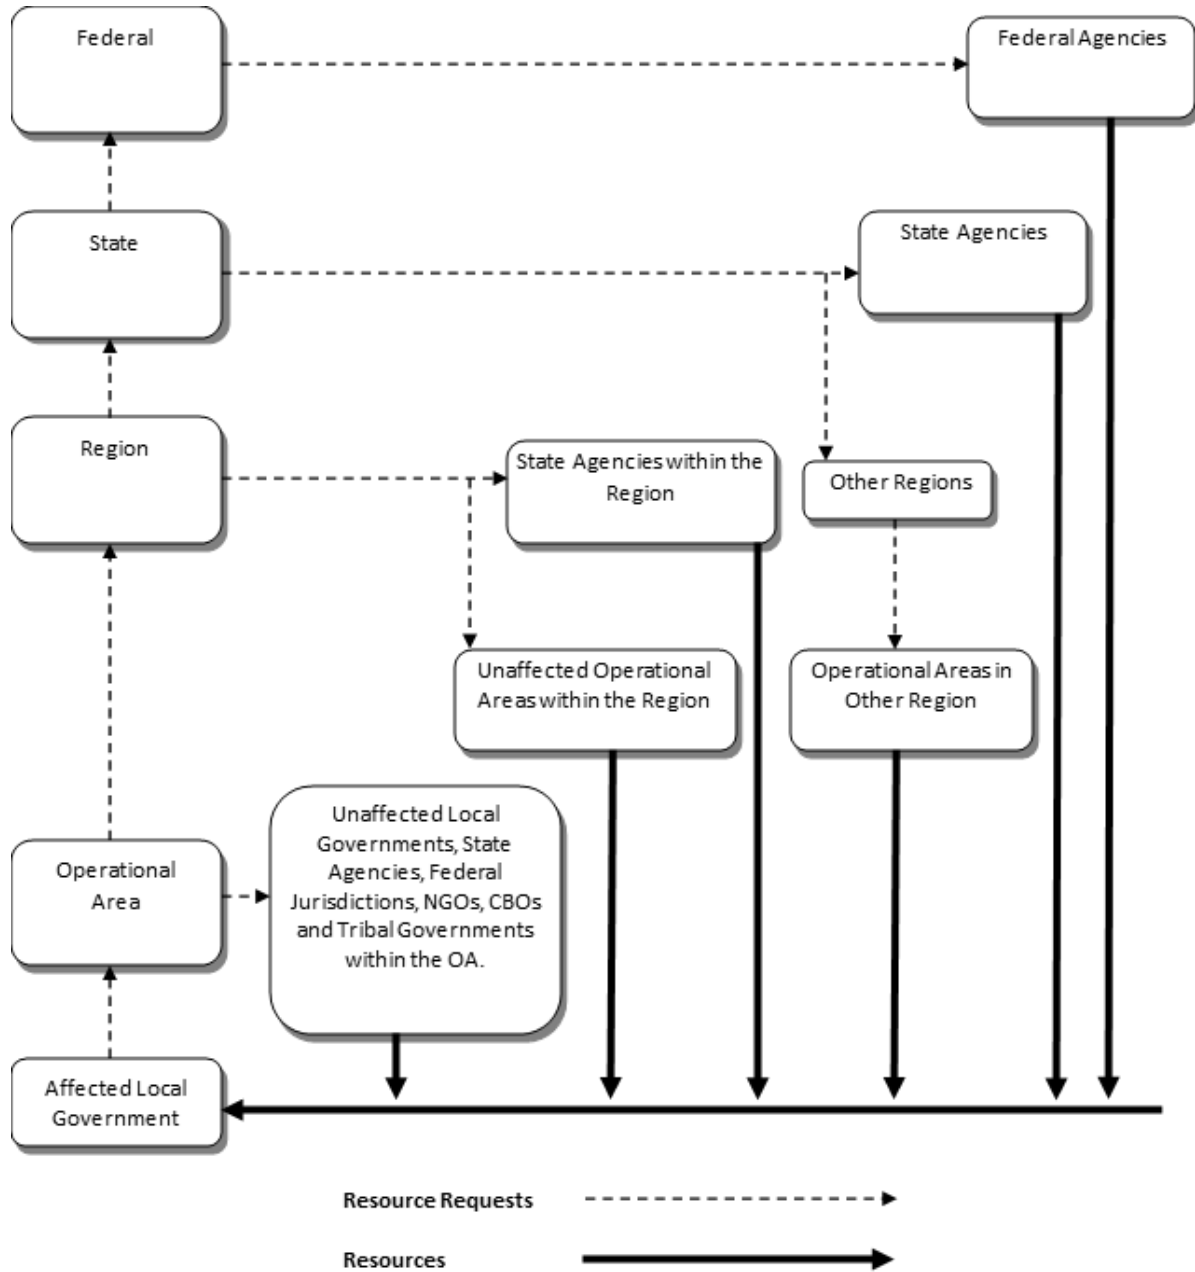 Federal
Federal Agencies
State
State Agencies
Region
State Agencies within the
Region
Other Regions
Unaffected Operational
Areas within the Region
Operational Areas in
Other Region
Operational
Area
Unaffected Local
Governments, State
Agencies, Federal
Jurisdictions, NGOs, CBOs
and Tribal Governments
within the OA.
Affected Local
Government
Resource Requests
Resources